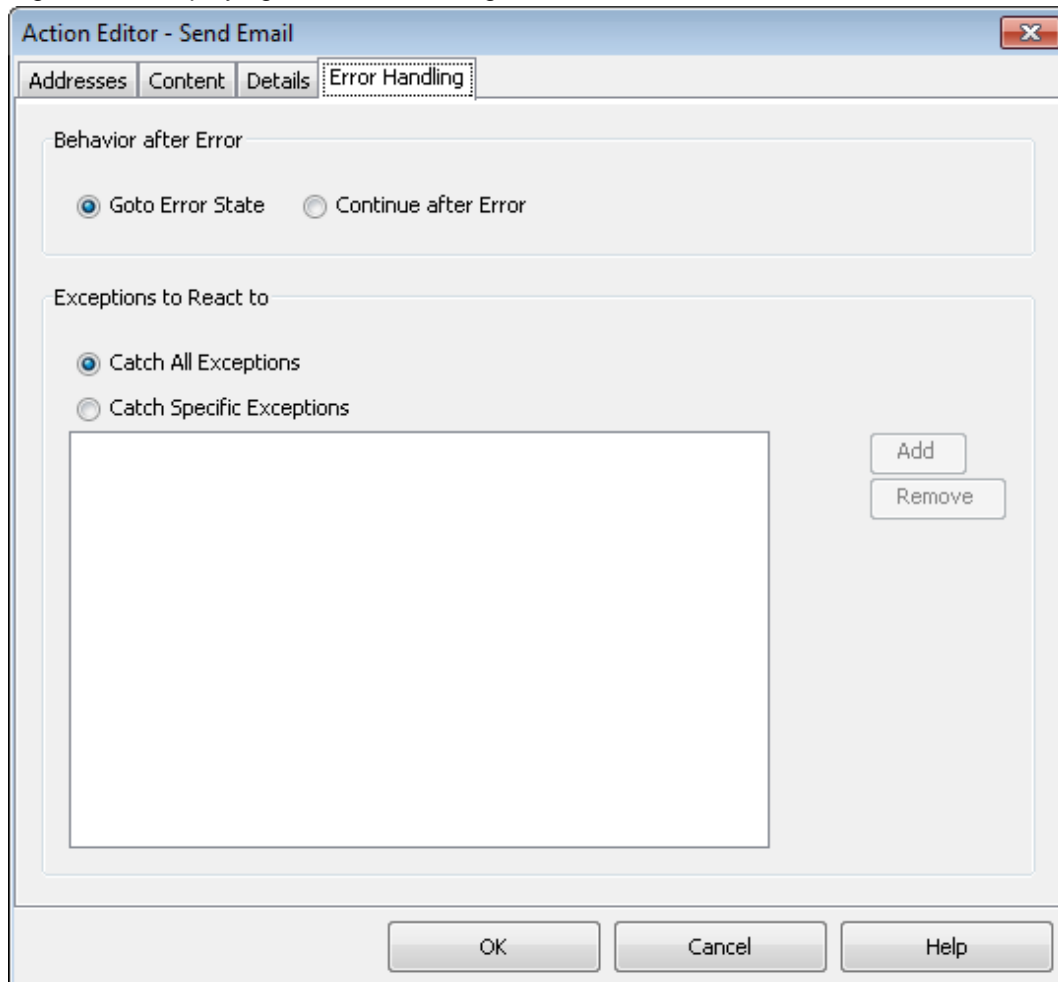 Action Editor - Send Email
Addresses Content Details Error Handling
Behavior after Error
Goto Error State Continue after Error
Exceptions to React to
Catch All Exceptions
Catch Specific Exceptions
Add
Remove
OK Cancel Help